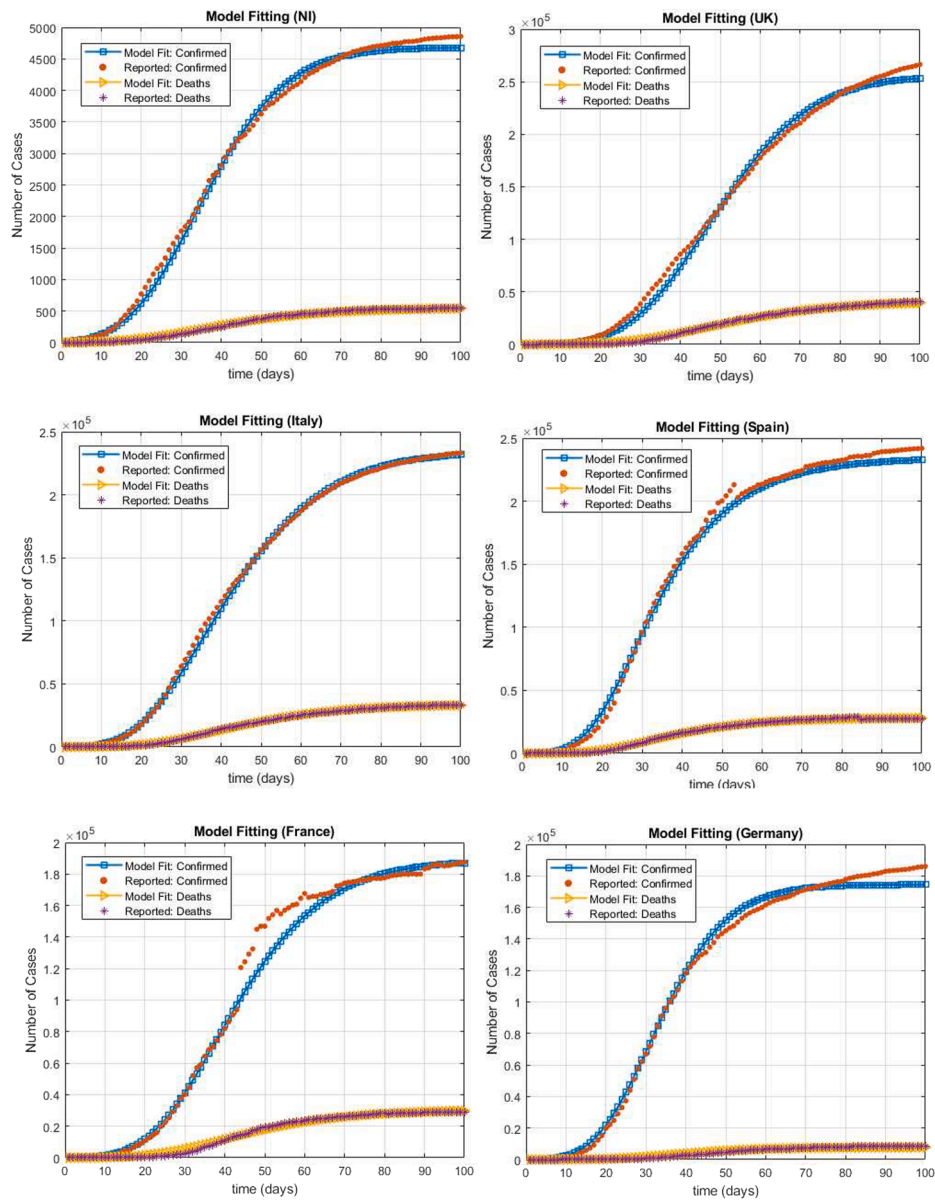 Model Fitting (NI)
5000
4500
4000
3500
3000
2500
2000
1500
1000
500
0
Number of Cases
Model Fit: Confirmed
Reported: Confirmed
Model Fit: Deaths
Reported: Deaths
0 10 20 30 40 50 60 70 80 90 100
time (days)
Model Fitting (UK)
×10^5
3
2.5
2
1.5
1
0.5
0
Number of Cases
Model Fit: Confirmed
Reported: Confirmed
Model Fit: Deaths
Reported: Deaths
0 10 20 30 40 50 60 70 80 90 100
time (days)
Model Fitting (Italy)
×10^5
2.5
2
1.5
1
0.5
0
Number of Cases
Model Fit: Confirmed
Reported: Confirmed
Model Fit: Deaths
Reported: Deaths
0 10 20 30 40 50 60 70 80 90 100
time (days)
Model Fitting (Spain)
×10^5
2.5
2
1.5
1
0.5
0
Number of Cases
Model Fit: Confirmed
Reported: Confirmed
Model Fit: Deaths
Reported: Deaths
0 10 20 30 40 50 60 70 80 90 100
time (days)
Model Fitting (France)
×10^5
2
1.8
1.6
1.4
1.2
1
0.8
0.6
0.4
0.2
0
Number of Cases
Model Fit: Confirmed
Reported: Confirmed
Model Fit: Deaths
Reported: Deaths
0 10 20 30 40 50 60 70 80 90 100
time (days)
Model Fitting (Germany)
×10^5
2
1.8
1.6
1.4
1.2
1
0.8
0.6
0.4
0.2
0
Number of Cases
Model Fit: Confirmed
Reported: Confirmed
Model Fit: Deaths
Reported: Deaths
0 10 20 30 40 50 60 70 80 90 100
time (days)